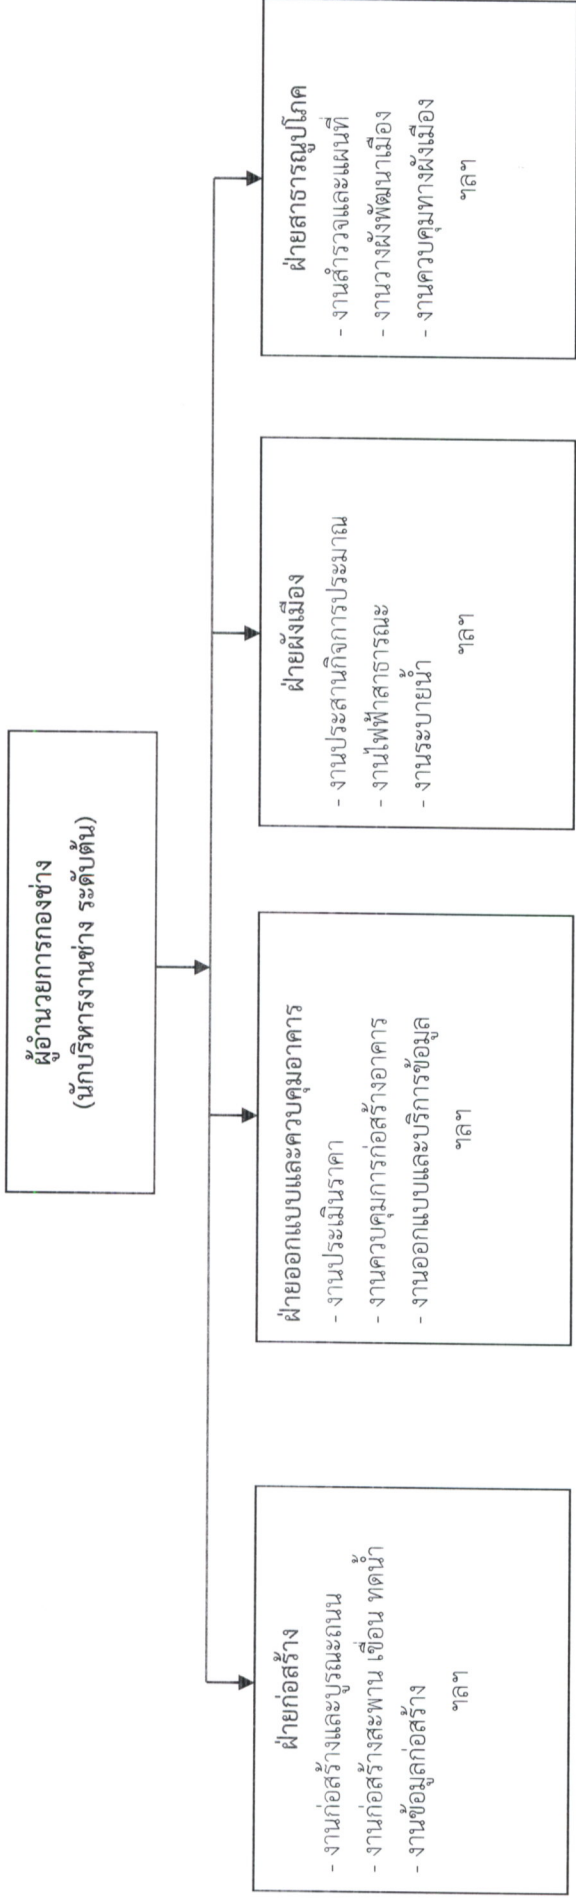 ผู้อำนวยการกองช่าง
(นักบริหารงานช่าง ระดับต้น)
ฝ่ายก่อสร้าง
- งานก่อสร้างและบูรณะถนน
- งานก่อสร้างสะพาน เขื่อน ทดน้ำ
- งานข้อมูลก่อสร้าง
ฯลฯ
ฝ่ายออกแบบและควบคุมอาคาร
- งานประเมินราคา
- งานควบคุมการก่อสร้างอาคาร
- งานออกแบบและบริการข้อมูล
ฯลฯ
ฝ่ายผังเมือง
- งานประสานกิจการประมาณ
- งานไฟฟ้าสาธารณะ
- งานระบายน้ำ
ฯลฯ
ฝ่ายสาธารณูปโภค
- งานสำรวจและแผนที่
- งานวางผังพัฒนาเมือง
- งานควบคุมทางผังเมือง
ฯลฯ